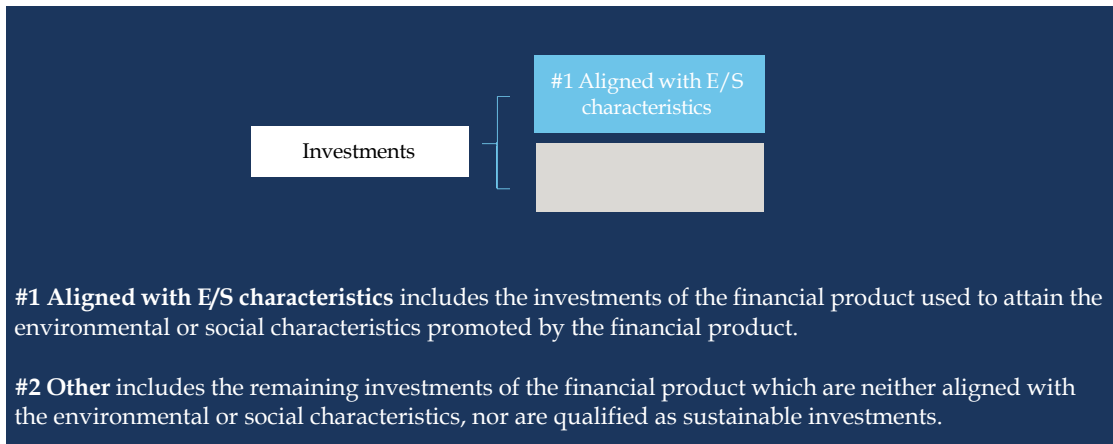 #1 Aligned with E/S
characteristics
Investments
#1 Aligned with E/S characteristics includes the investments of the financial product used to attain the
environmental or social characteristics promoted by the financial product.
#2 Other includes the remaining investments of the financial product which are neither aligned with
the environmental or social characteristics, nor are qualified as sustainable investments.